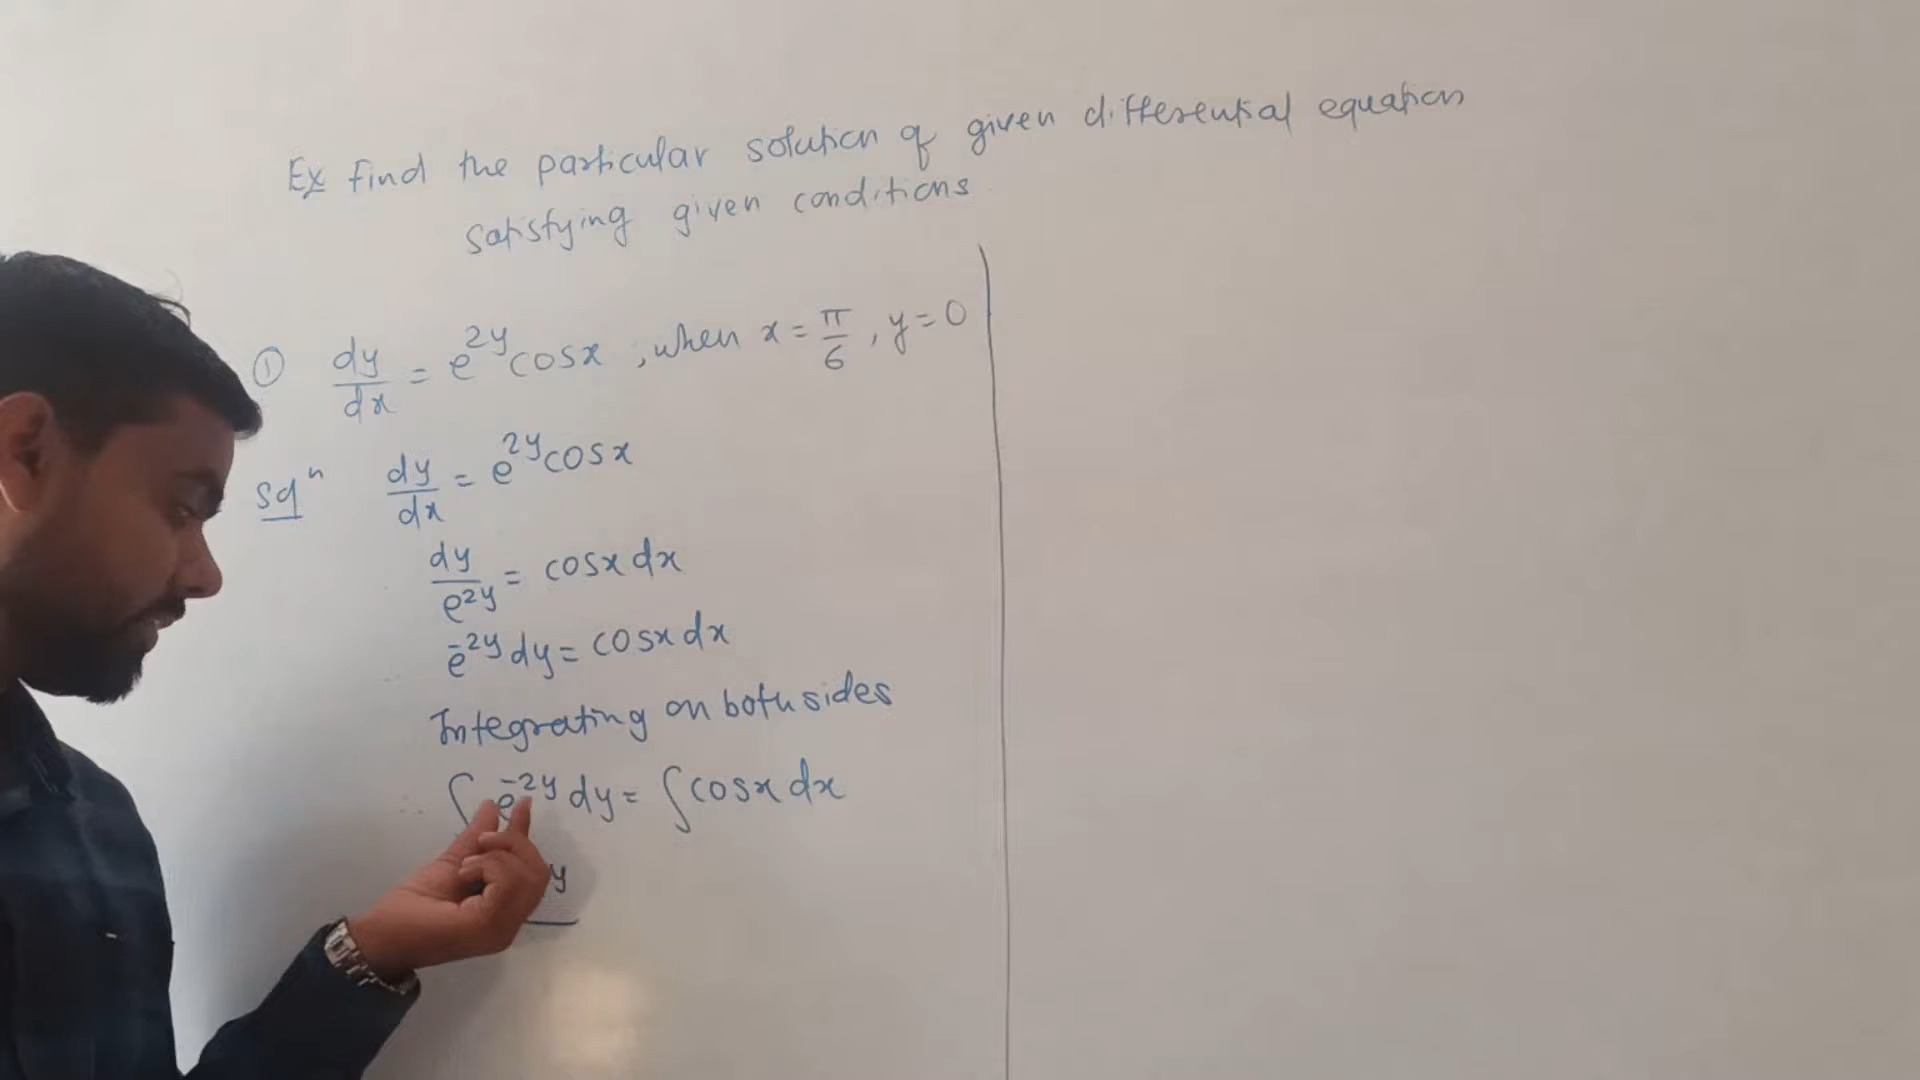 Ex find the particular solution of given differential equation
satisfying given conditions
① dy/dx = e^2y cosx , when x = π/6 , y = 0
Solⁿ dy/dx = e^2y cosx
dy/e^2y = cosx dx
e^-2y dy = cosx dx
Integrating on both sides
∫ e^-2y dy = ∫ cosx dx
y